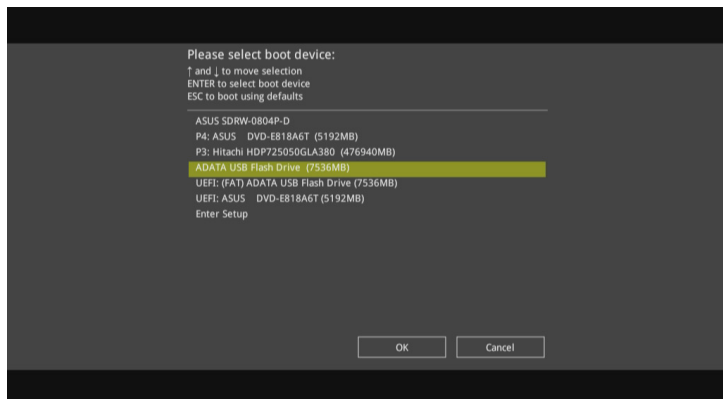 Please select boot device:
↑ and ↓ to move selection
ENTER to select boot device
ESC to boot using defaults
ASUS SDRW-0804P-D
P4: ASUS DVD-E818A6T (5192MB)
P3: Hitachi HDP725050GLA380 (476940MB)
ADATA USB Flash Drive (7536MB)
UEFI: (FAT) ADATA USB Flash Drive (7536MB)
UEFI: ASUS DVD-E818A6T (5192MB)
Enter Setup
OK Cancel